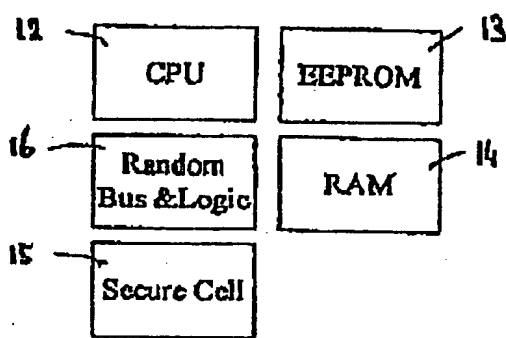 12
CPU
EEPROM
13
16
Random
Bus &Logic
RAM
14
15
Secure Cell